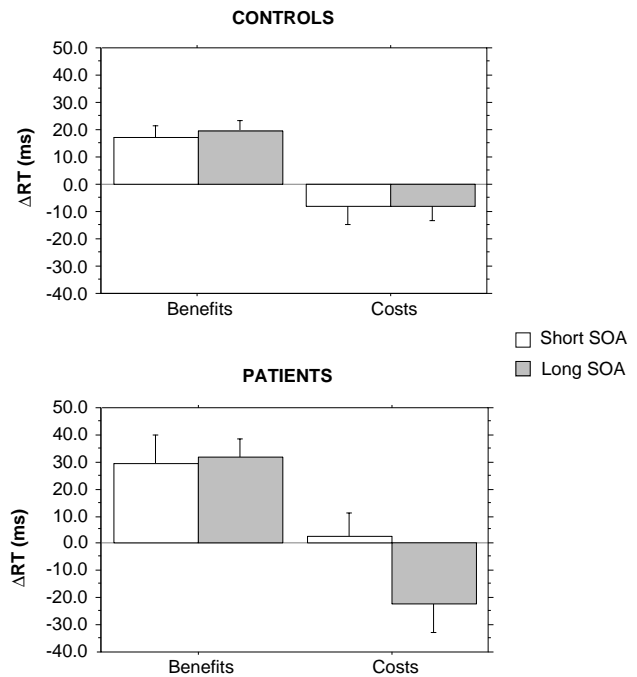 CONTROLS
50.0
40.0
30.0
20.0
10.0
0.0
-10.0
-20.0
-30.0
-40.0
ΔRT (ms)
Benefits Costs
Short SOA
Long SOA
PATIENTS
50.0
40.0
30.0
20.0
10.0
0.0
-10.0
-20.0
-30.0
-40.0
ΔRT (ms)
Benefits Costs